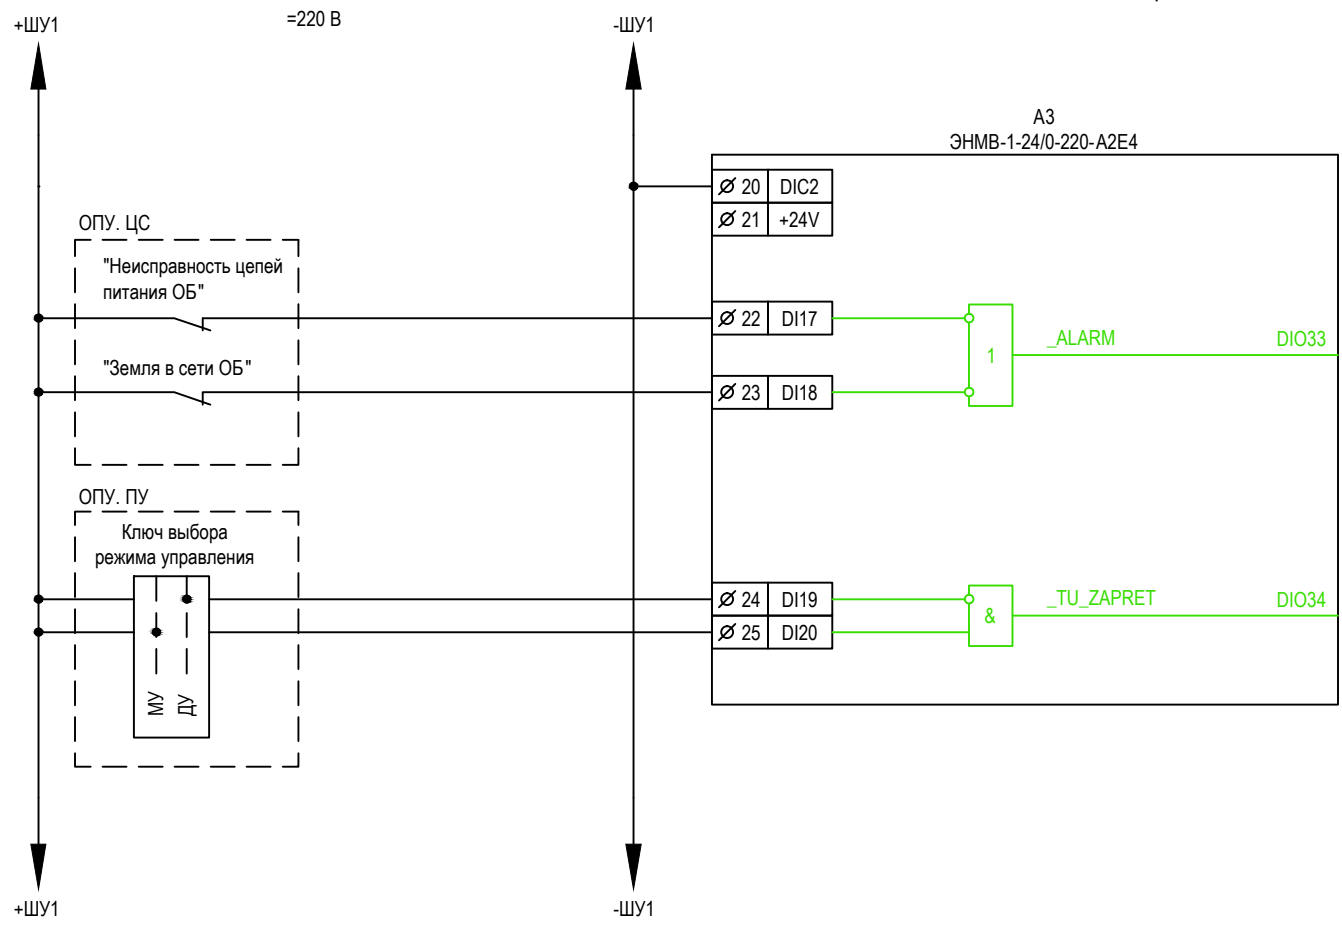 +ШУ1
=220 В
-ШУ1
А3
ЭНМВ-1-24/0-220-А2Е4
20 DIC2
21 +24V
ОПУ. ЦС
"Неисправность цепей
питания ОБ"
22 DI17
1
_ALARM
DIO33
"Земля в сети ОБ"
23 DI18
ОПУ. ПУ
Ключ выбора
режима управления
24 DI19
25 DI20
&
_TU_ZAPRET
DIO34
МУ
ДУ
+ШУ1
-ШУ1